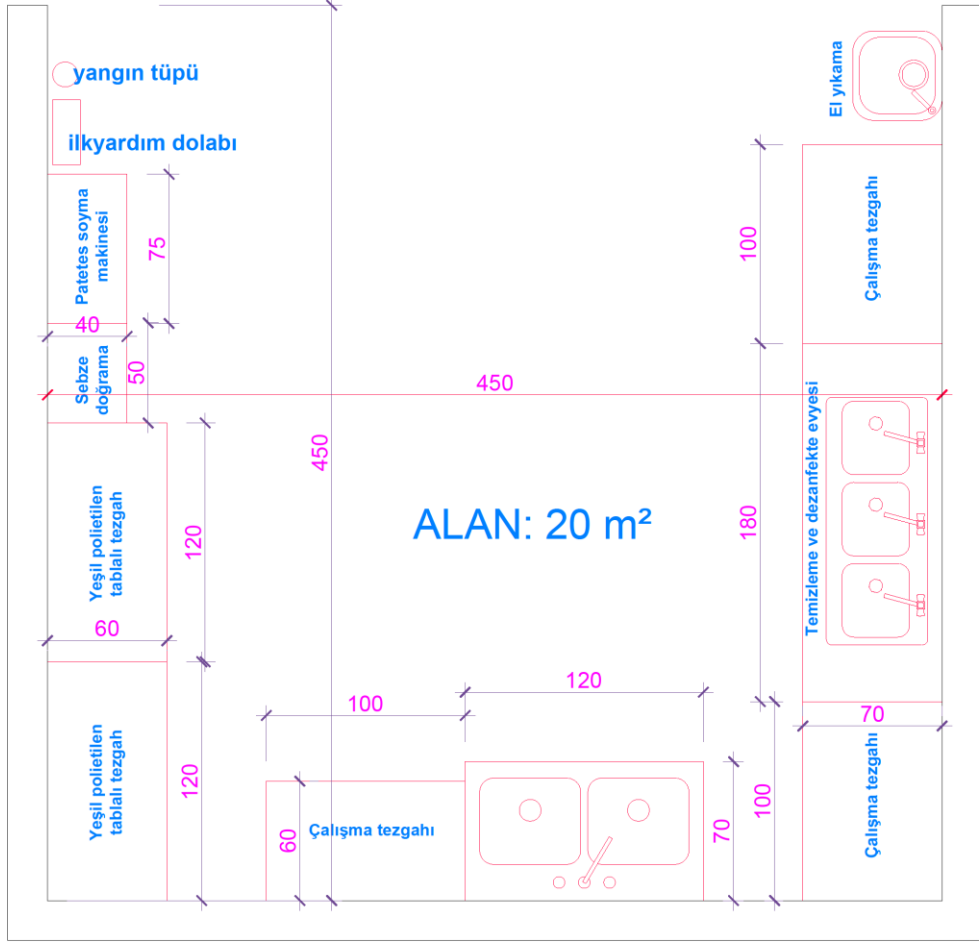 yangın tüpü
ilkyardım dolabı
El yıkama
Patetes soyma
makinesi
75
40
Sebze
doğrama
50
450
450
Çalışma tezgahı
100
Temizleme ve dezanfekte evyesi
180
ALAN: 20 m²
Yeşil polietilen
tablalı tezgah
120
60
Yeşil polietilen
tablalı tezgah
120
100
120
60
Çalışma tezgahı
70
100
70
Çalışma tezgahı